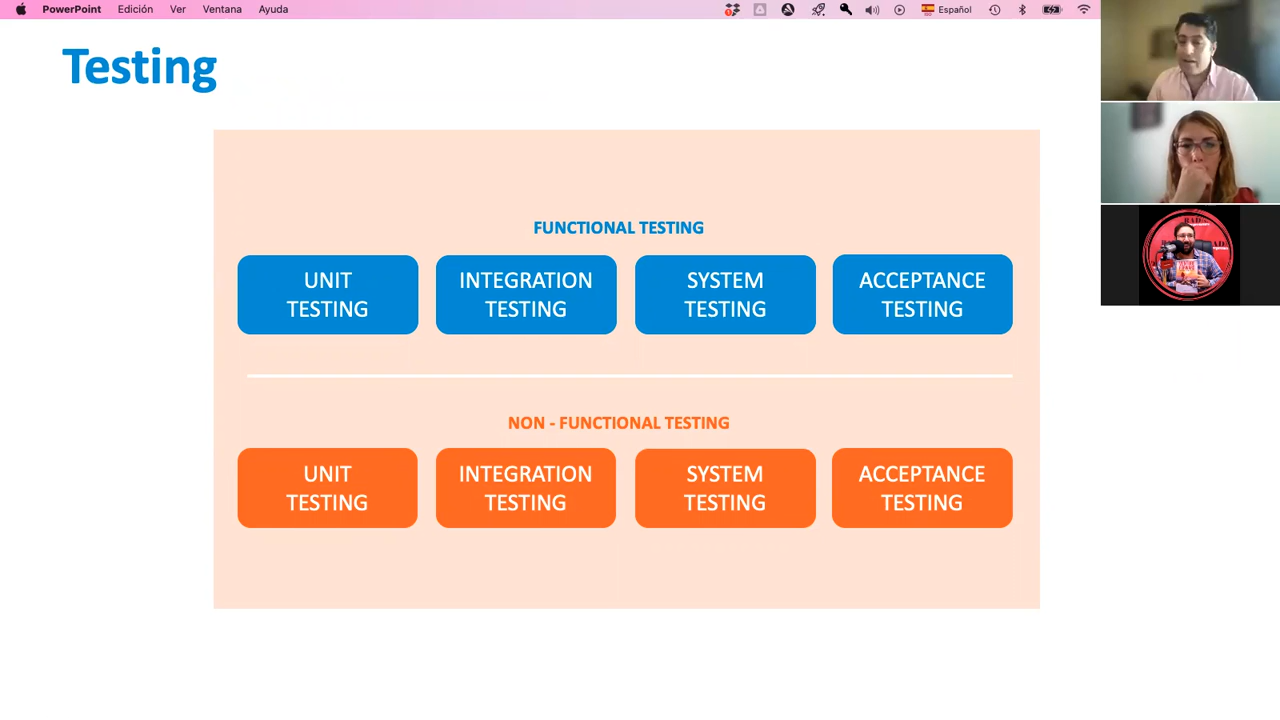 PowerPoint Edición Ver Ventana Ayuda Español
Testing
FUNCTIONAL TESTING
UNIT
TESTING
INTEGRATION
TESTING
SYSTEM
TESTING
ACCEPTANCE
TESTING
NON - FUNCTIONAL TESTING
UNIT
TESTING
INTEGRATION
TESTING
SYSTEM
TESTING
ACCEPTANCE
TESTING